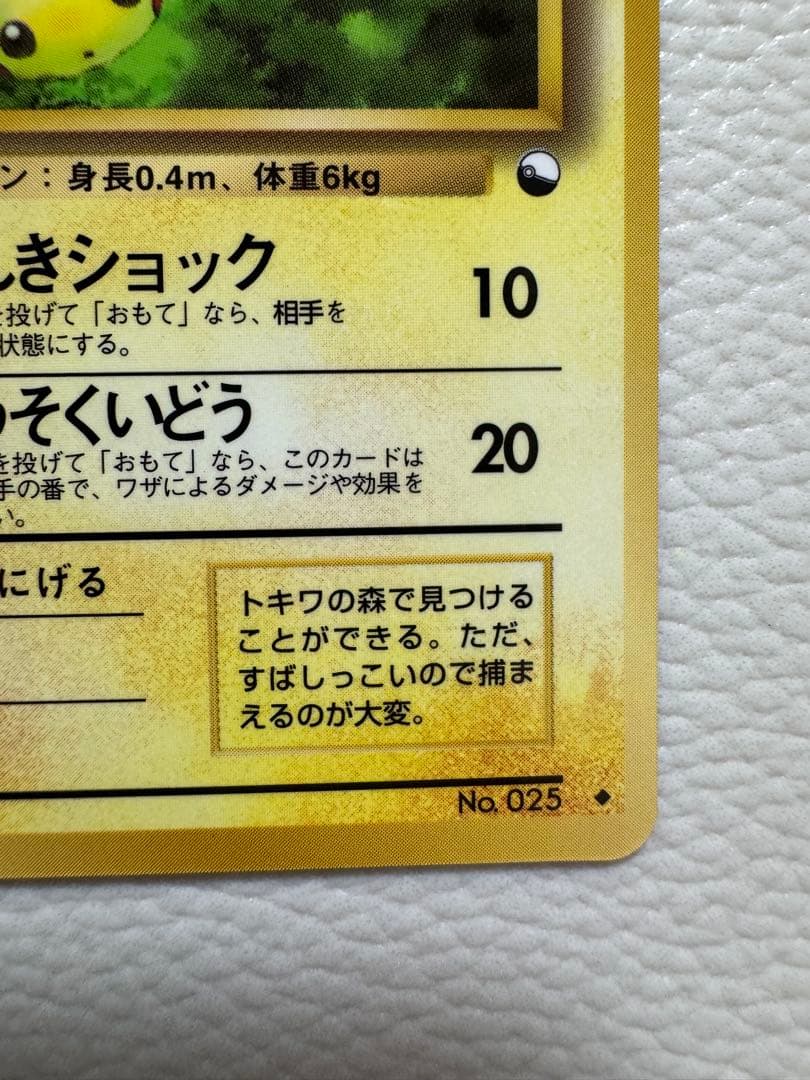 ン：身長0.4m、体重6kg
きショック
10
投げて「おもて」なら、相手を
状態にする。
そくいどう
20
を投げて「おもて」なら、このカードは
手の番で、ワザによるダメージや効果を
い。
にげる
トキワの森で見つける
ことができる。ただ、
すばしっこいので捕ま
えるのが大変。
No. 025 ◆